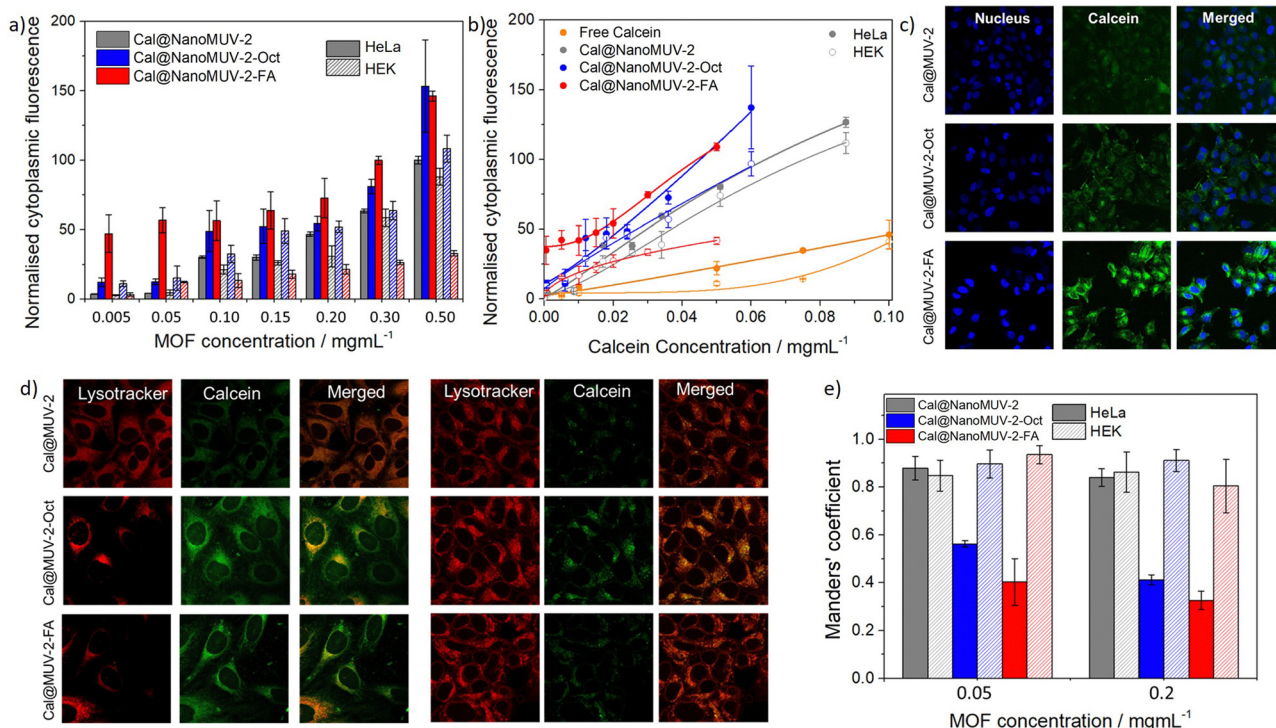 a)
Normalised cytoplasmic fluorescence
200
150
100
50
0
Cal@NanoMUV-2
Cal@NanoMUV-2-Oct
Cal@NanoMUV-2-FA
HeLa
HEK
0.005 0.05 0.10 0.15 0.20 0.30 0.50
MOF concentration / mgmL-1
b)
Normalised cytoplasmic fluorescence
200
150
100
50
0
Free Calcein
Cal@NanoMUV-2
Cal@NanoMUV-2-Oct
Cal@NanoMUV-2-FA
HeLa
HEK
0.00 0.02 0.04 0.06 0.08 0.10
Calcein Concentration / mgmL-1
c)
Nucleus Calcein Merged
Cal@MUV-2
Cal@MUV-2-Oct
Cal@MUV-2-FA
d)
Lysotracker Calcein Merged Lysotracker Calcein Merged
Cal@MUV-2
Cal@MUV-2-Oct
Cal@MUV-2-FA
e)
Manders' coefficient
1.0
0.8
0.6
0.4
0.2
0.0
Cal@NanoMUV-2
Cal@NanoMUV-2-Oct
Cal@NanoMUV-2-FA
HeLa
HEK
0.05 0.2
MOF concentration / mgmL-1